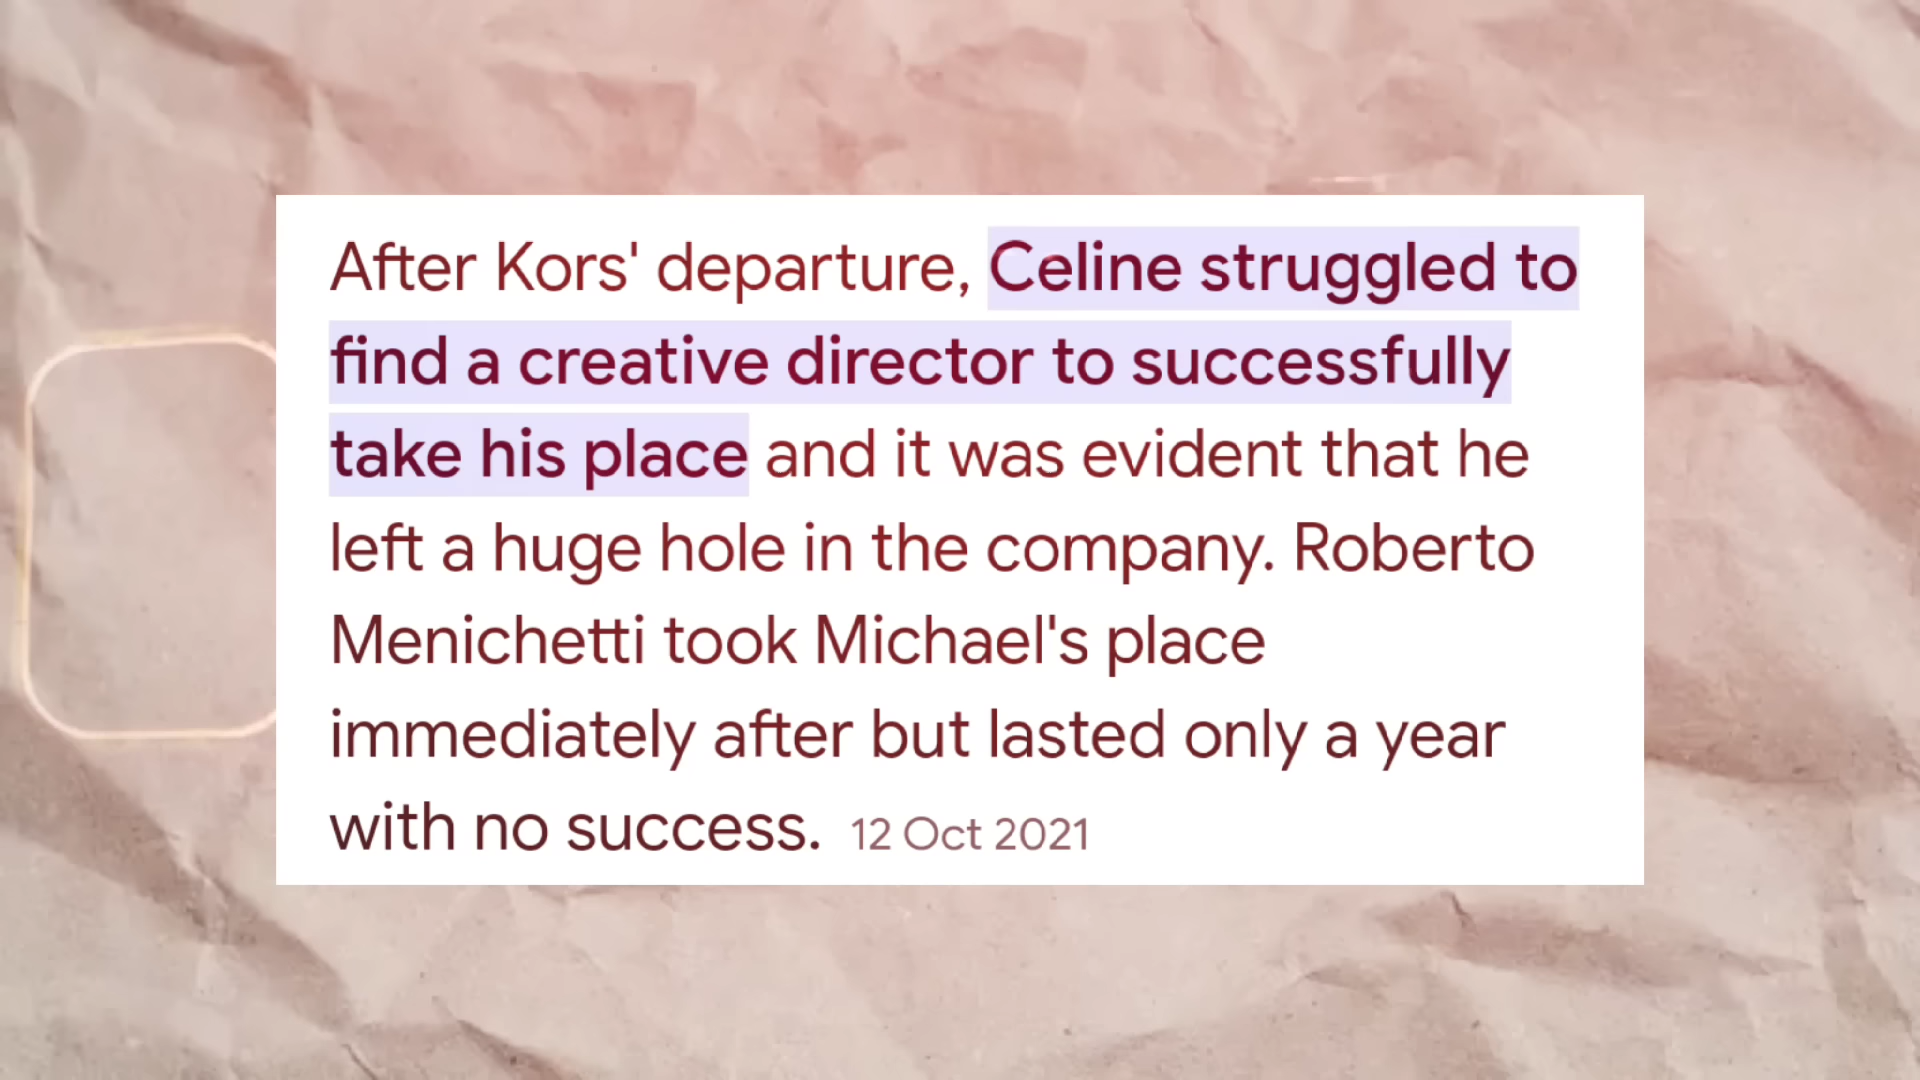 After Kors' departure, Celine struggled to
find a creative director to successfully
take his place and it was evident that he
left a huge hole in the company. Roberto
Menichetti took Michael's place
immediately after but lasted only a year
with no success. 12 Oct 2021